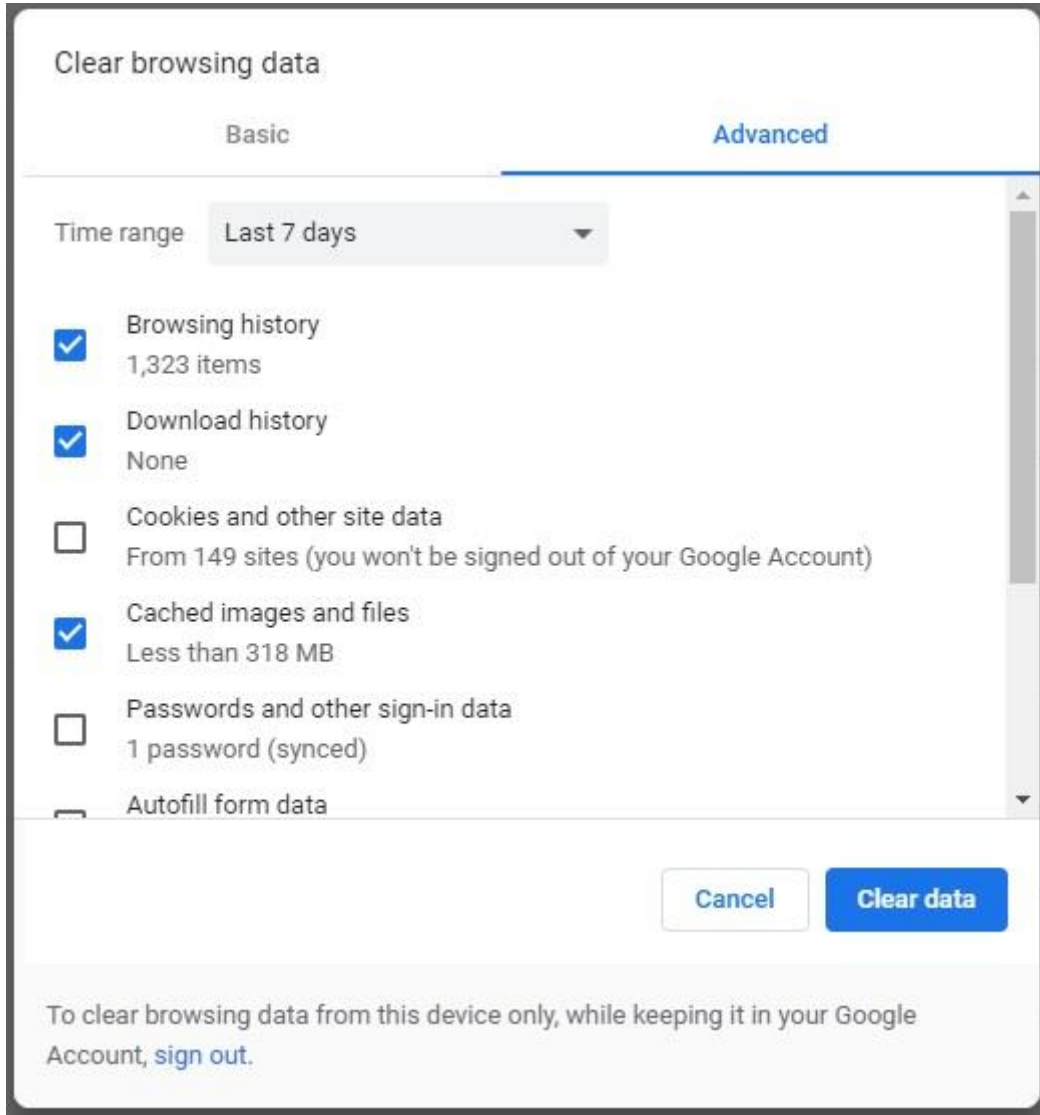 Clear browsing data
Basic
Advanced
Time range
Last 7 days
Browsing history
1,323 items
Download history
None
Cookies and other site data
From 149 sites (you won't be signed out of your Google Account)
Cached images and files
Less than 318 MB
Passwords and other sign-in data
1 password (synced)
Autofill form data
Cancel
Clear data
To clear browsing data from this device only, while keeping it in your Google
Account, sign out.